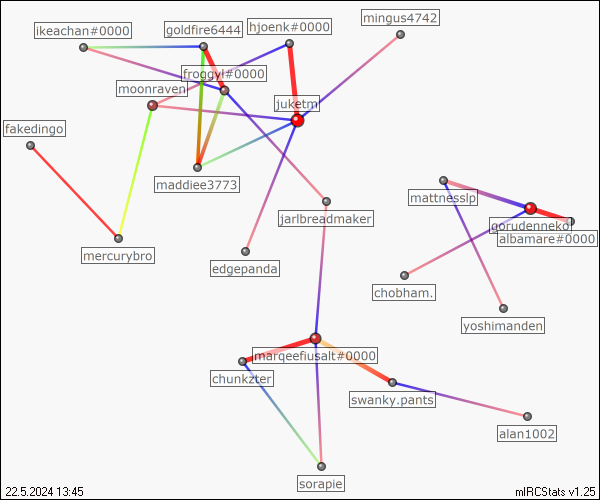 mingus4742
ikeachan#0000
goldfire6444
hjoenk#0000
froggyl#0000
moonraven
juketm
fakedingo
maddiee3773
mattnesslp
jarlbreadmaker
gorudenneko
albamare#0000
mercurybro
edgepanda
chobham.
yoshimanden
marqeefiusalt#0000
chunkzter
swanky.pants
alan1002
sorapie
22.5.2024 13:45
mIRCStats v1.25